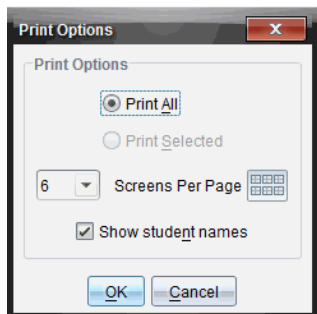 Print Options
Print Options
Print All
Print Selected
6 Screens Per Page
Show student names
OK Cancel